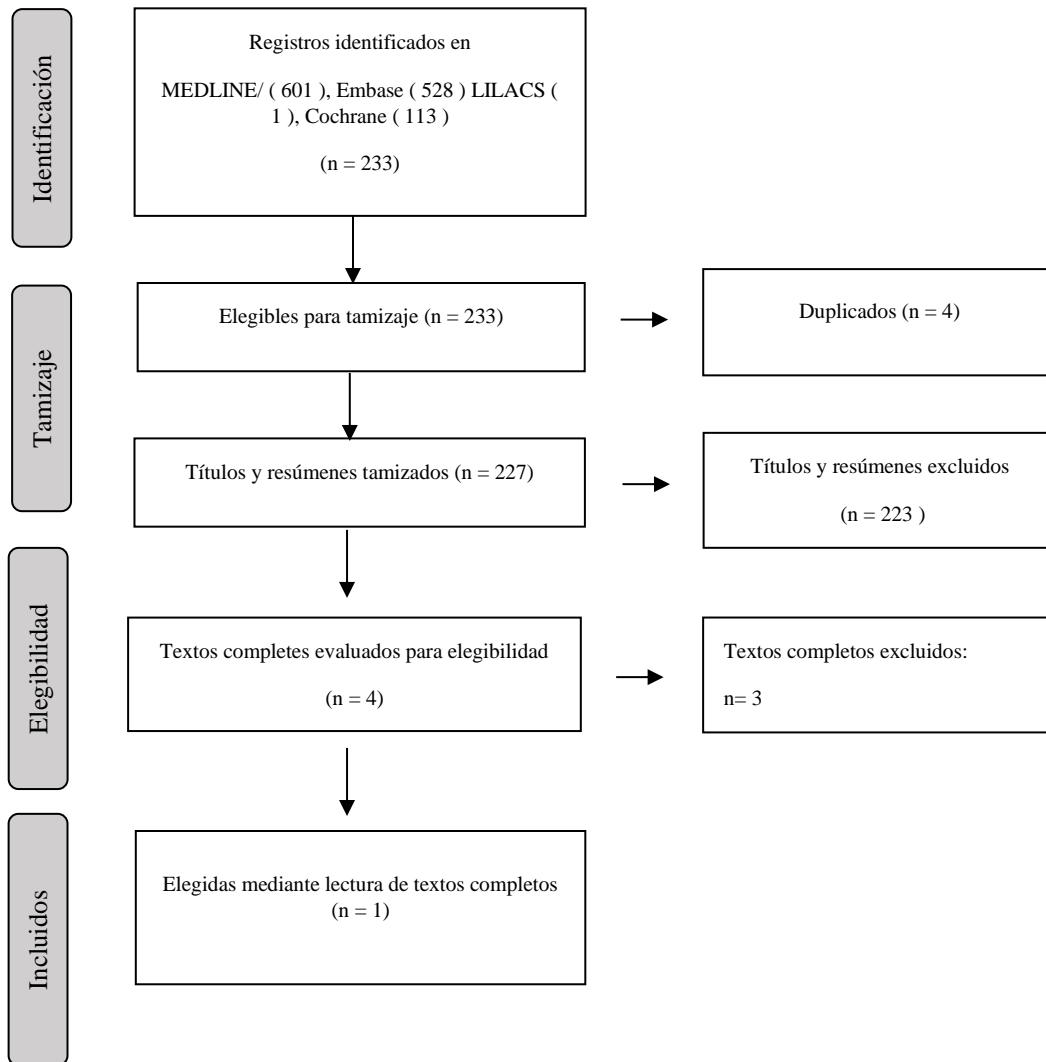 Identificación
Registros identificados en
MEDLINE/ ( 601 ), Embase ( 528 ) LILACS (
1 ), Cochrane ( 113 )
(n = 233)
Tamizaje
Elegibles para tamizaje (n = 233)
Duplicados (n = 4)
Títulos y resúmenes tamizados (n = 227)
Títulos y resúmenes excluidos
(n = 223 )
Elegibilidad
Textos completes evaluados para elegibilidad
(n = 4)
Textos completos excluidos:
n= 3
Incluidos
Elegidas mediante lectura de textos completos
(n = 1)